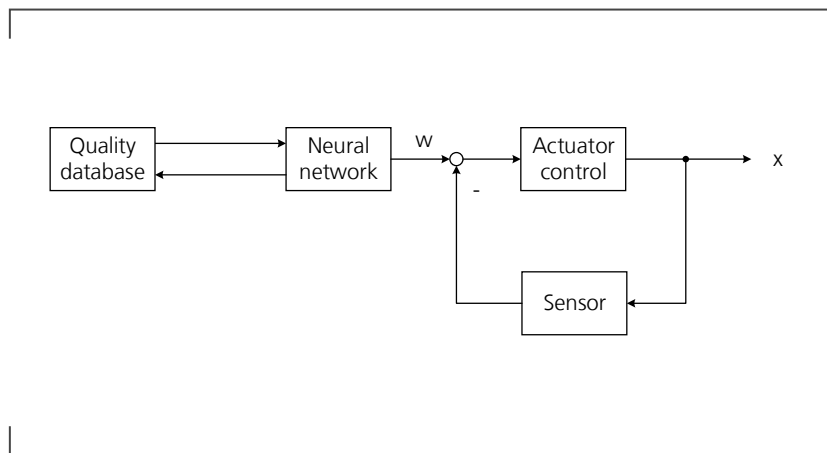 Quality
database
Neural
network
w
-
Actuator
control
x
Sensor